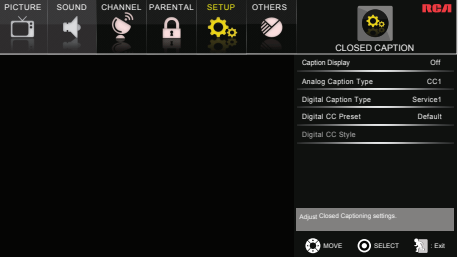 PICTURE SOUND CHANNEL PARENTAL SETUP OTHERS
RCA
CLOSED CAPTION
Caption Display Off
Analog Caption Type CC1
Digital Caption Type Service1
Digital CC Preset Default
Digital CC Style
Adjust Closed Captioning settings.
MOVE SELECT : Exit